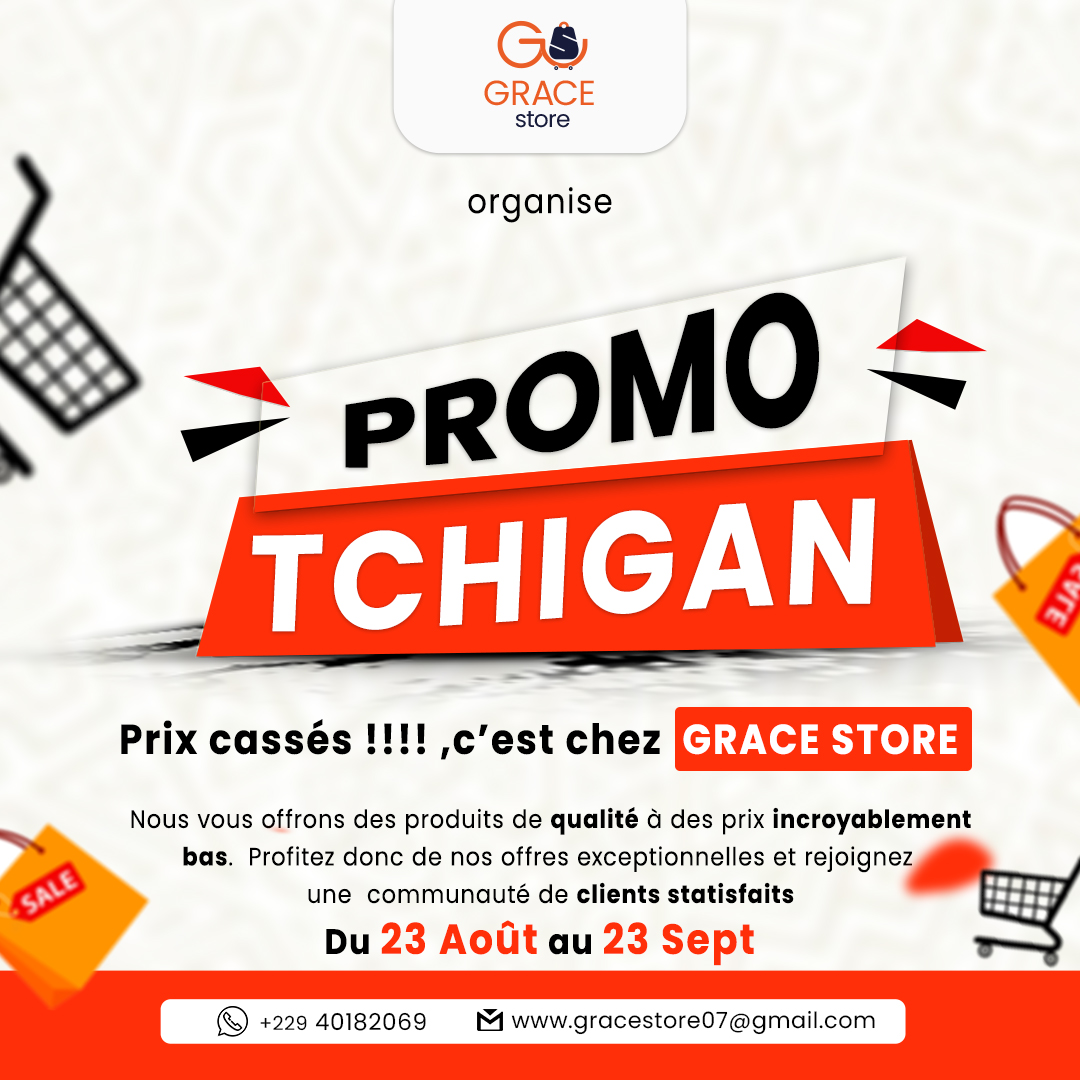 GS
GRACE
store
organise
PROMO
TCHIGAN
Prix cassés !!!! ,c’est chez GRACE STORE
Nous vous offrons des produits de qualité à des prix incroyablement
bas.  Profitez donc de nos offres exceptionnelles et rejoignez
une  communauté de clients statisfaits
Du 23 Août au 23 Sept
SALE
SALE
+229 40182069
www.gracestore07@gmail.com